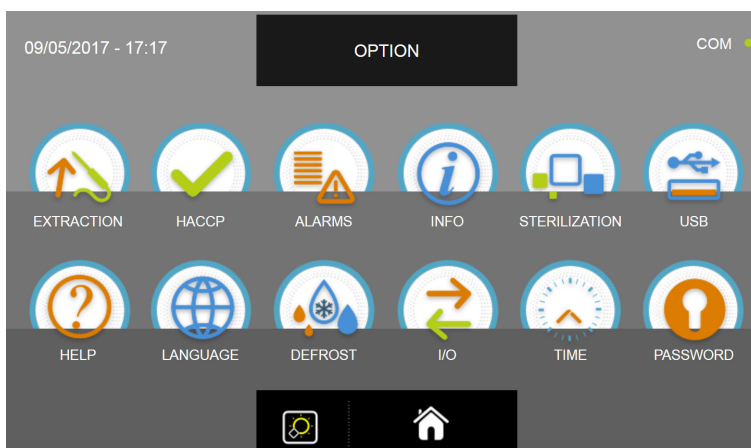 09/05/2017 - 17:17
OPTION
COM
EXTRACTION
HACCP
ALARMS
INFO
STERILIZATION
USB
HELP
LANGUAGE
DEFROST
I/O
TIME
PASSWORD